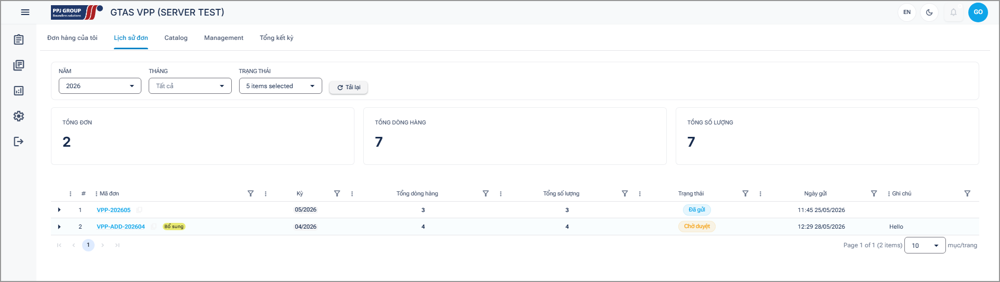 PPJ GROUP
Boundless solutions
GTAS VPP (SERVER TEST)
EN
GO
Đơn hàng của tôi
Lịch sử đơn
Catalog
Management
Tổng kết kỳ
NĂM
THÁNG
TRẠNG THÁI
2026
Tất cả
5 items selected
Tải lại
TỔNG ĐƠN
2
TỔNG DÒNG HÀNG
7
TỔNG SỐ LƯỢNG
7
# Mã đơn Kỳ Tổng dòng hàng Tổng số lượng Trạng thái Ngày gửi Ghi chú
1 VPP-202605 05/2026 3 3 Đã gửi 11:45 25/05/2026
2 VPP-ADD-202604 Bổ sung 04/2026 4 4 Chờ duyệt 12:29 28/05/2026 Hello
1
Page 1 of 1 (2 items) 10 mục/trang